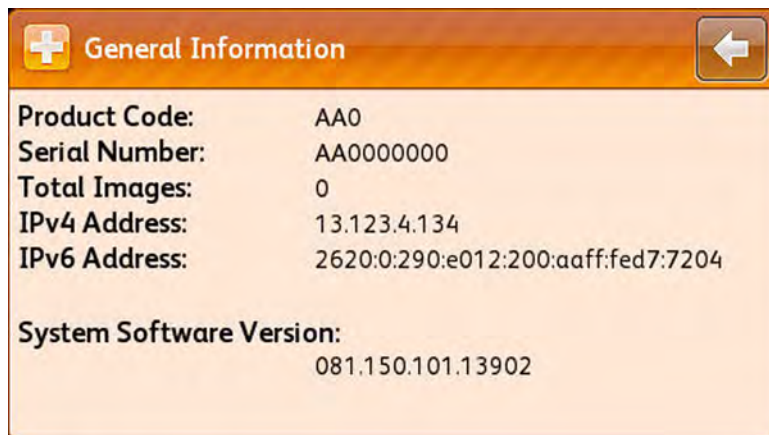 General Information
Product Code: AA0
Serial Number: AA0000000
Total Images: 0
IPv4 Address: 13.123.4.134
IPv6 Address: 2620:0:290:e012:200:aaff:fed7:7204
System Software Version:
081.150.101.13902